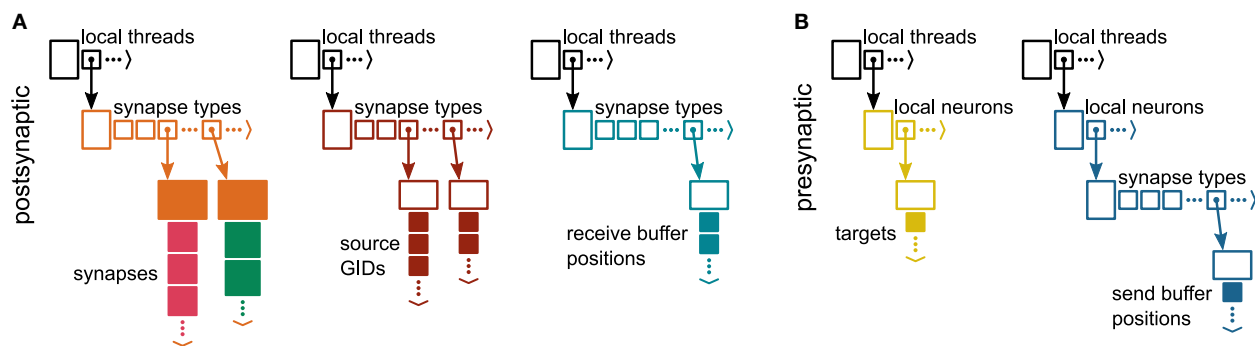 A
B
local threads
local threads
local threads
local threads
local threads
postsynaptic
presynaptic
synapse types
synapse types
synapse types
local neurons
local neurons
synapse types
synapses
source
GIDs
receive buffer
positions
targets
send buffer
positions